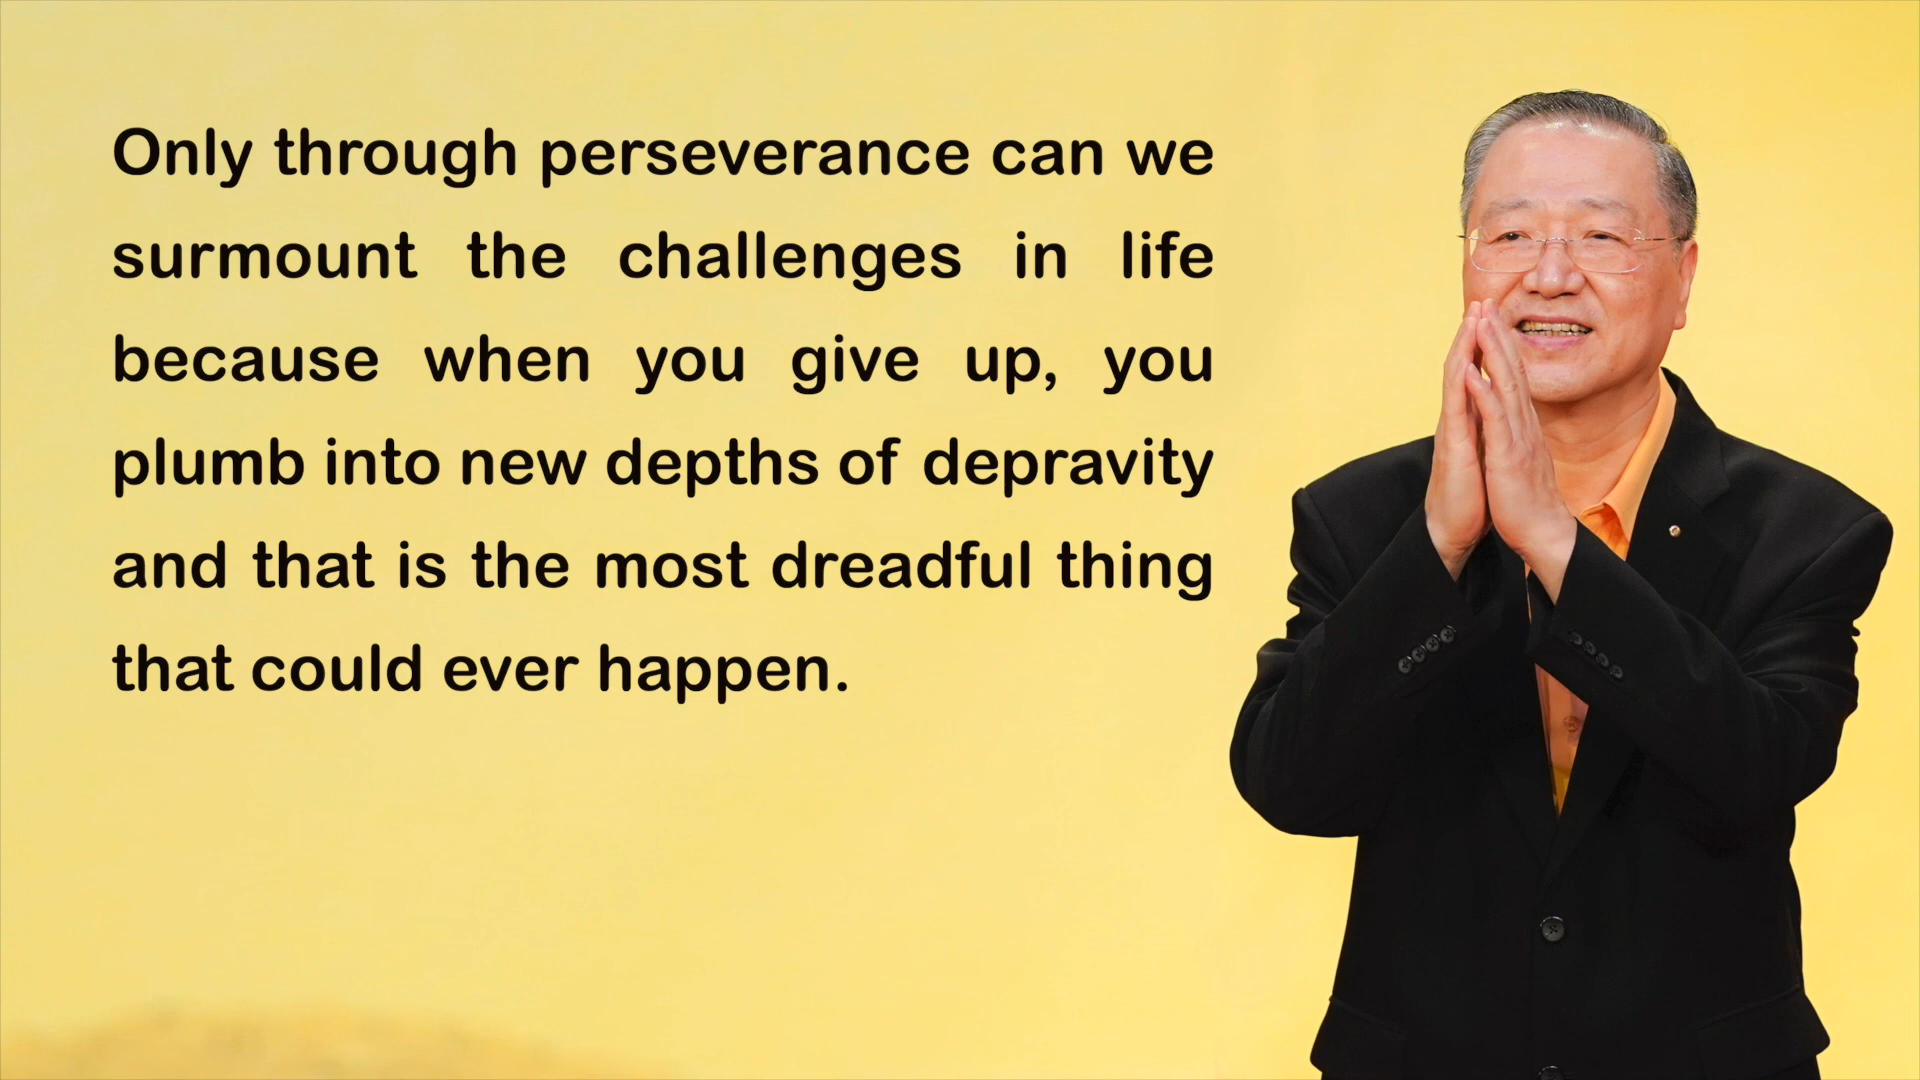 Only through perseverance can we
surmount the challenges in life
because when you give up, you
plumb into new depths of depravity
and that is the most dreadful thing
that could ever happen.